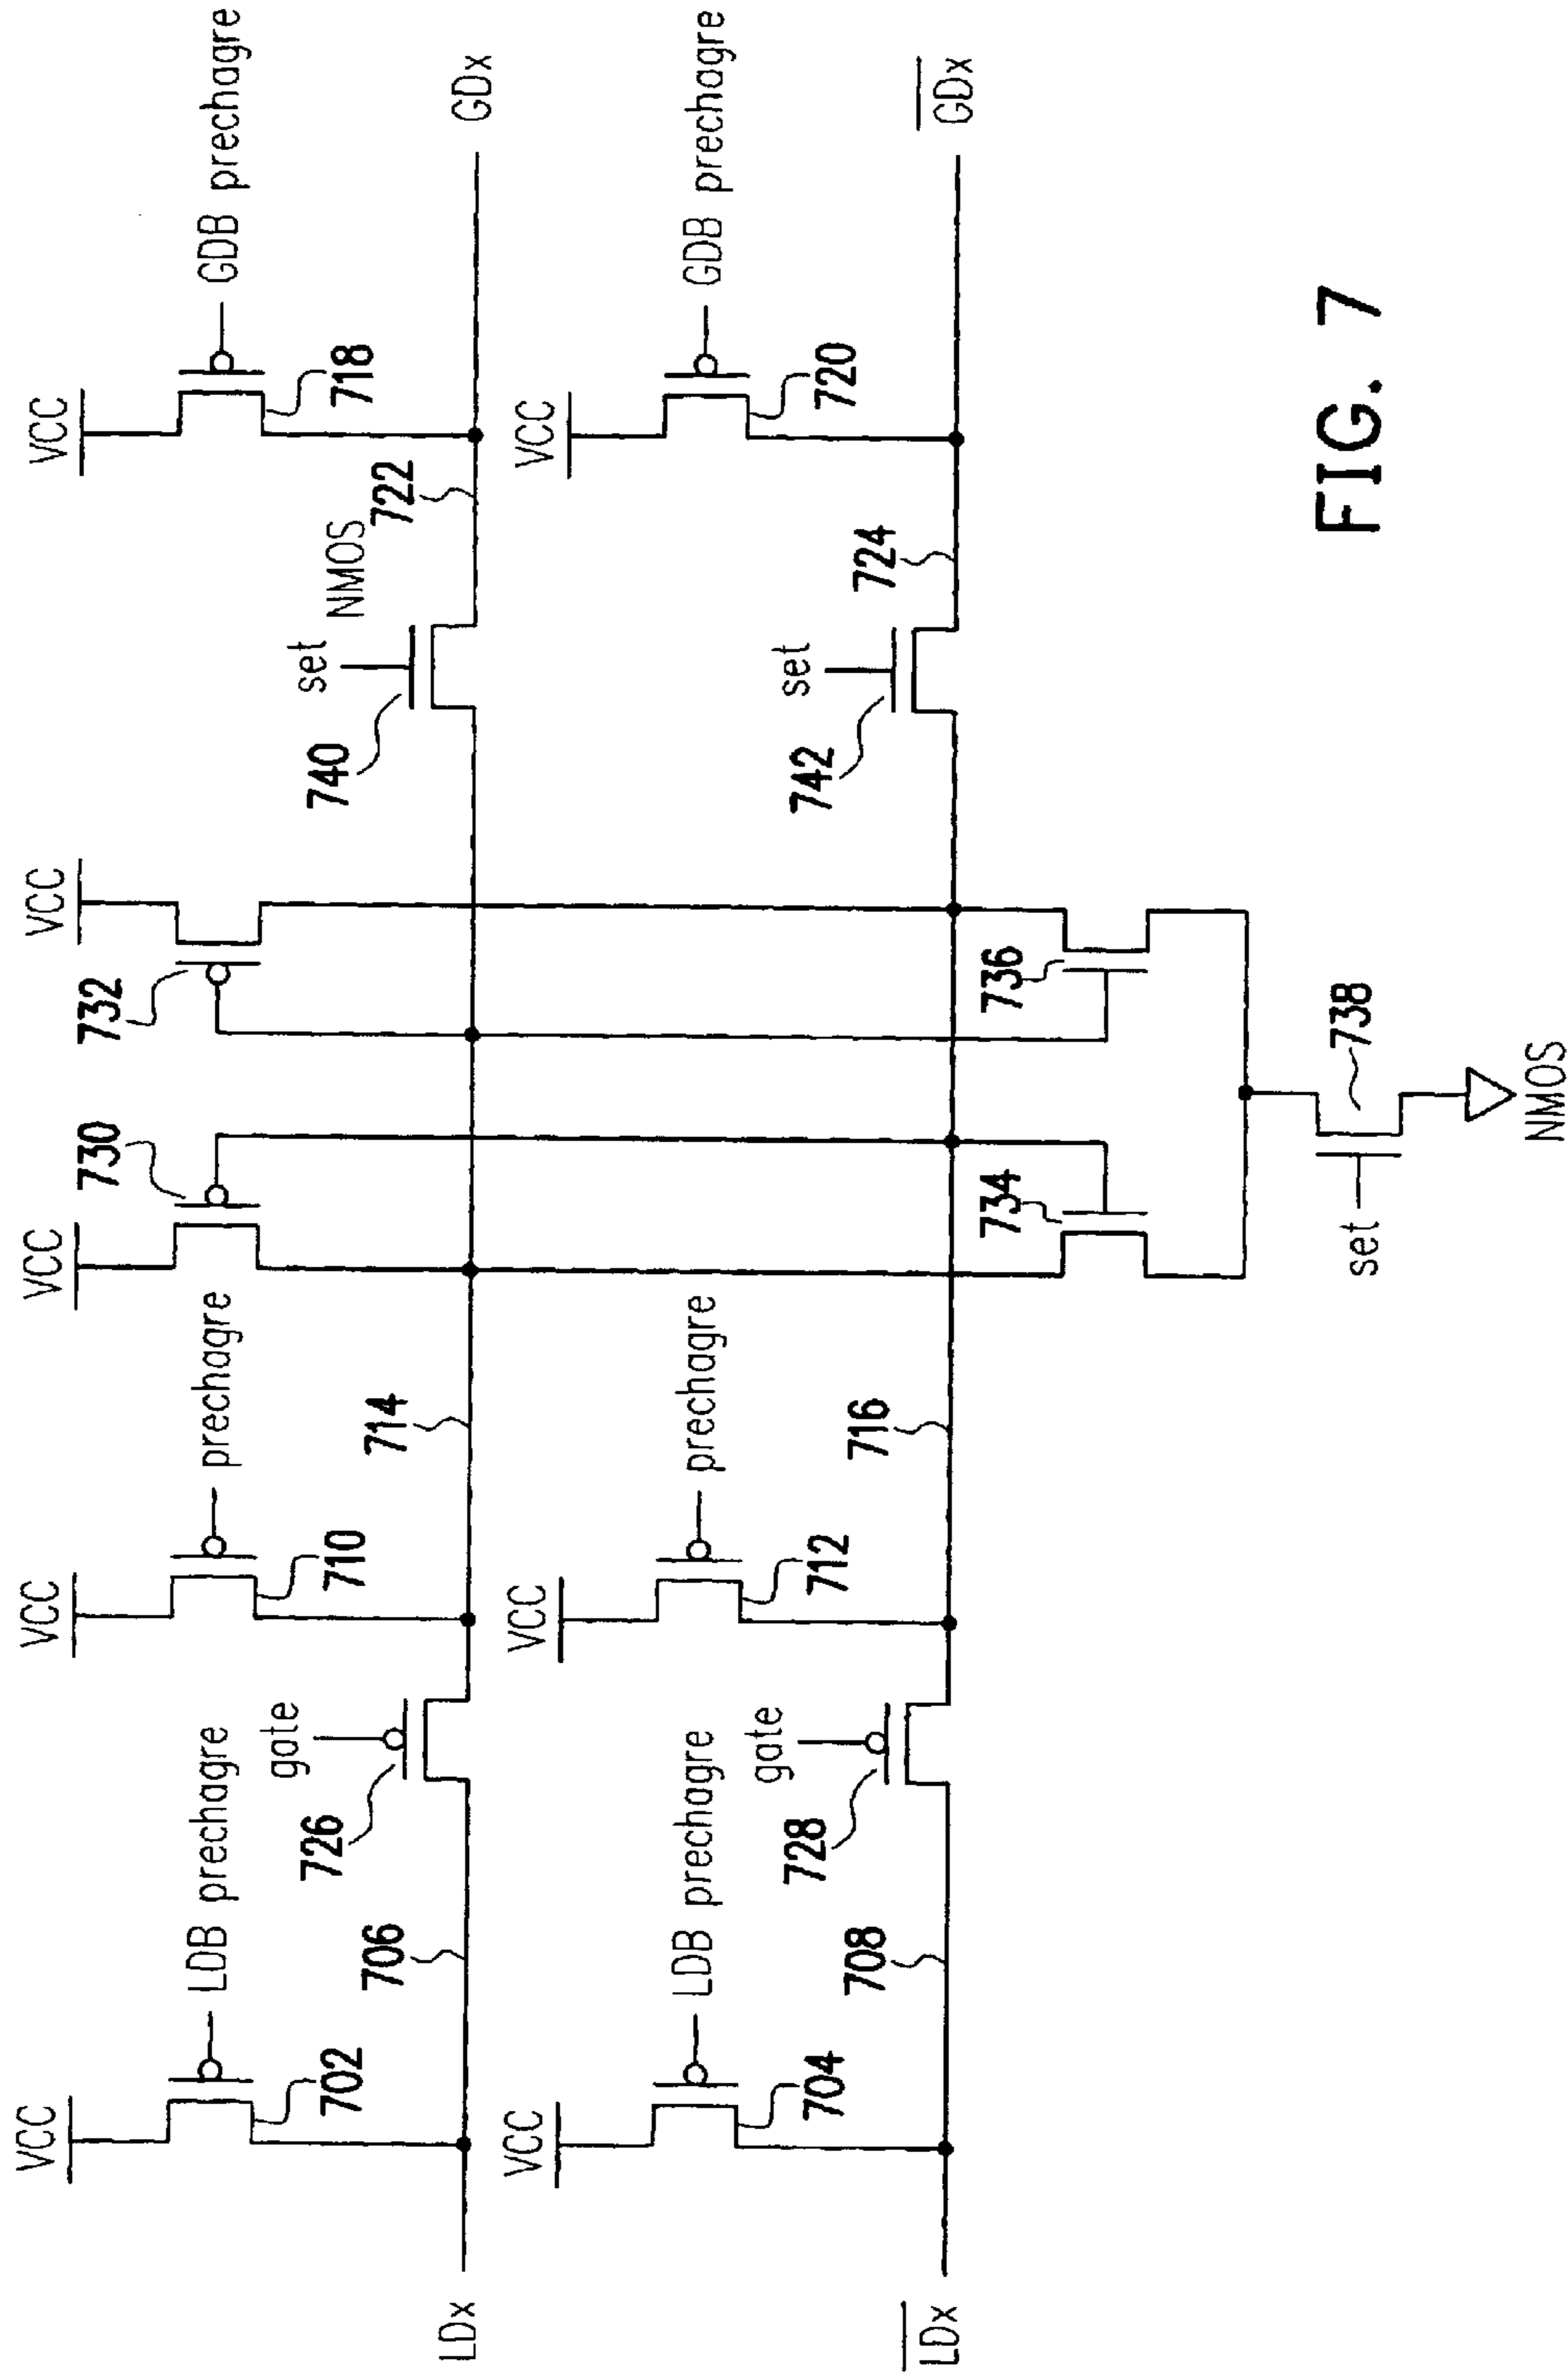 VCC
VCC
VCC
VCC
VCC
LDB prechagre
prechagre
730
732
GDB prechagre
702
gate
710
set
NMOS
718
726
740
722
LDx
706
714
GDx
VCC
VCC
VCC
LDB prechagre
prechagre
GDB prechagre
704
gate
712
set
720
728
742
LDx
708
716
724
GDx
734
736
set
738
NMOS
FIG. 7